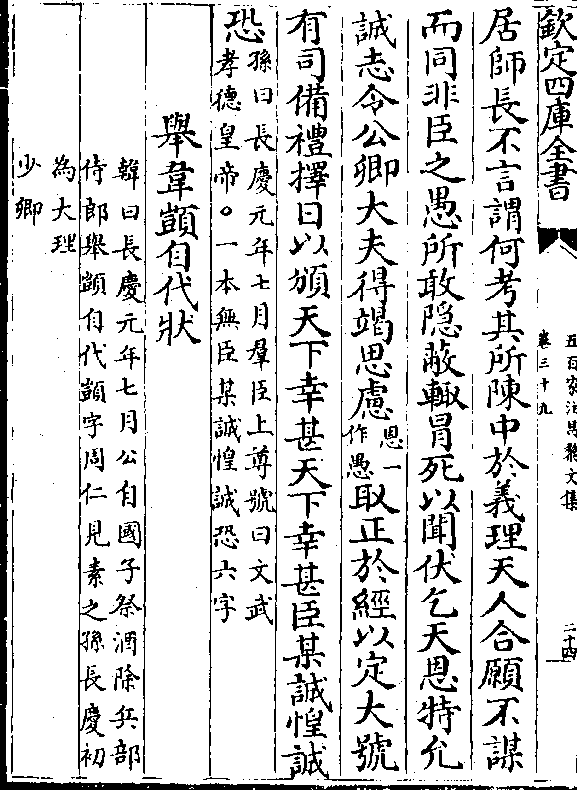 欽定四庫全書
五百家注昌黎文集
卷三十九
二十四
居師長不言謂何考其所陳中於義理天人合願不謀
而同非臣之愚所敢隐蔽輙冒死以聞伏乞天恩特允
誠志令公卿大夫得竭思慮思一作愚取正於經以定大號
有司備禮擇日以頒天下幸甚天下幸甚臣某誠惶誠
恐孫曰長慶元年七月羣臣上尊號曰文武
孝德皇帝。一本無臣某誠惶誠恐六字
舉韋顗自代狀
韓曰長慶元年七月公自國子祭酒除兵部
侍郎舉顗自代顗字周仁見素之孫長慶初
為大理
少卿